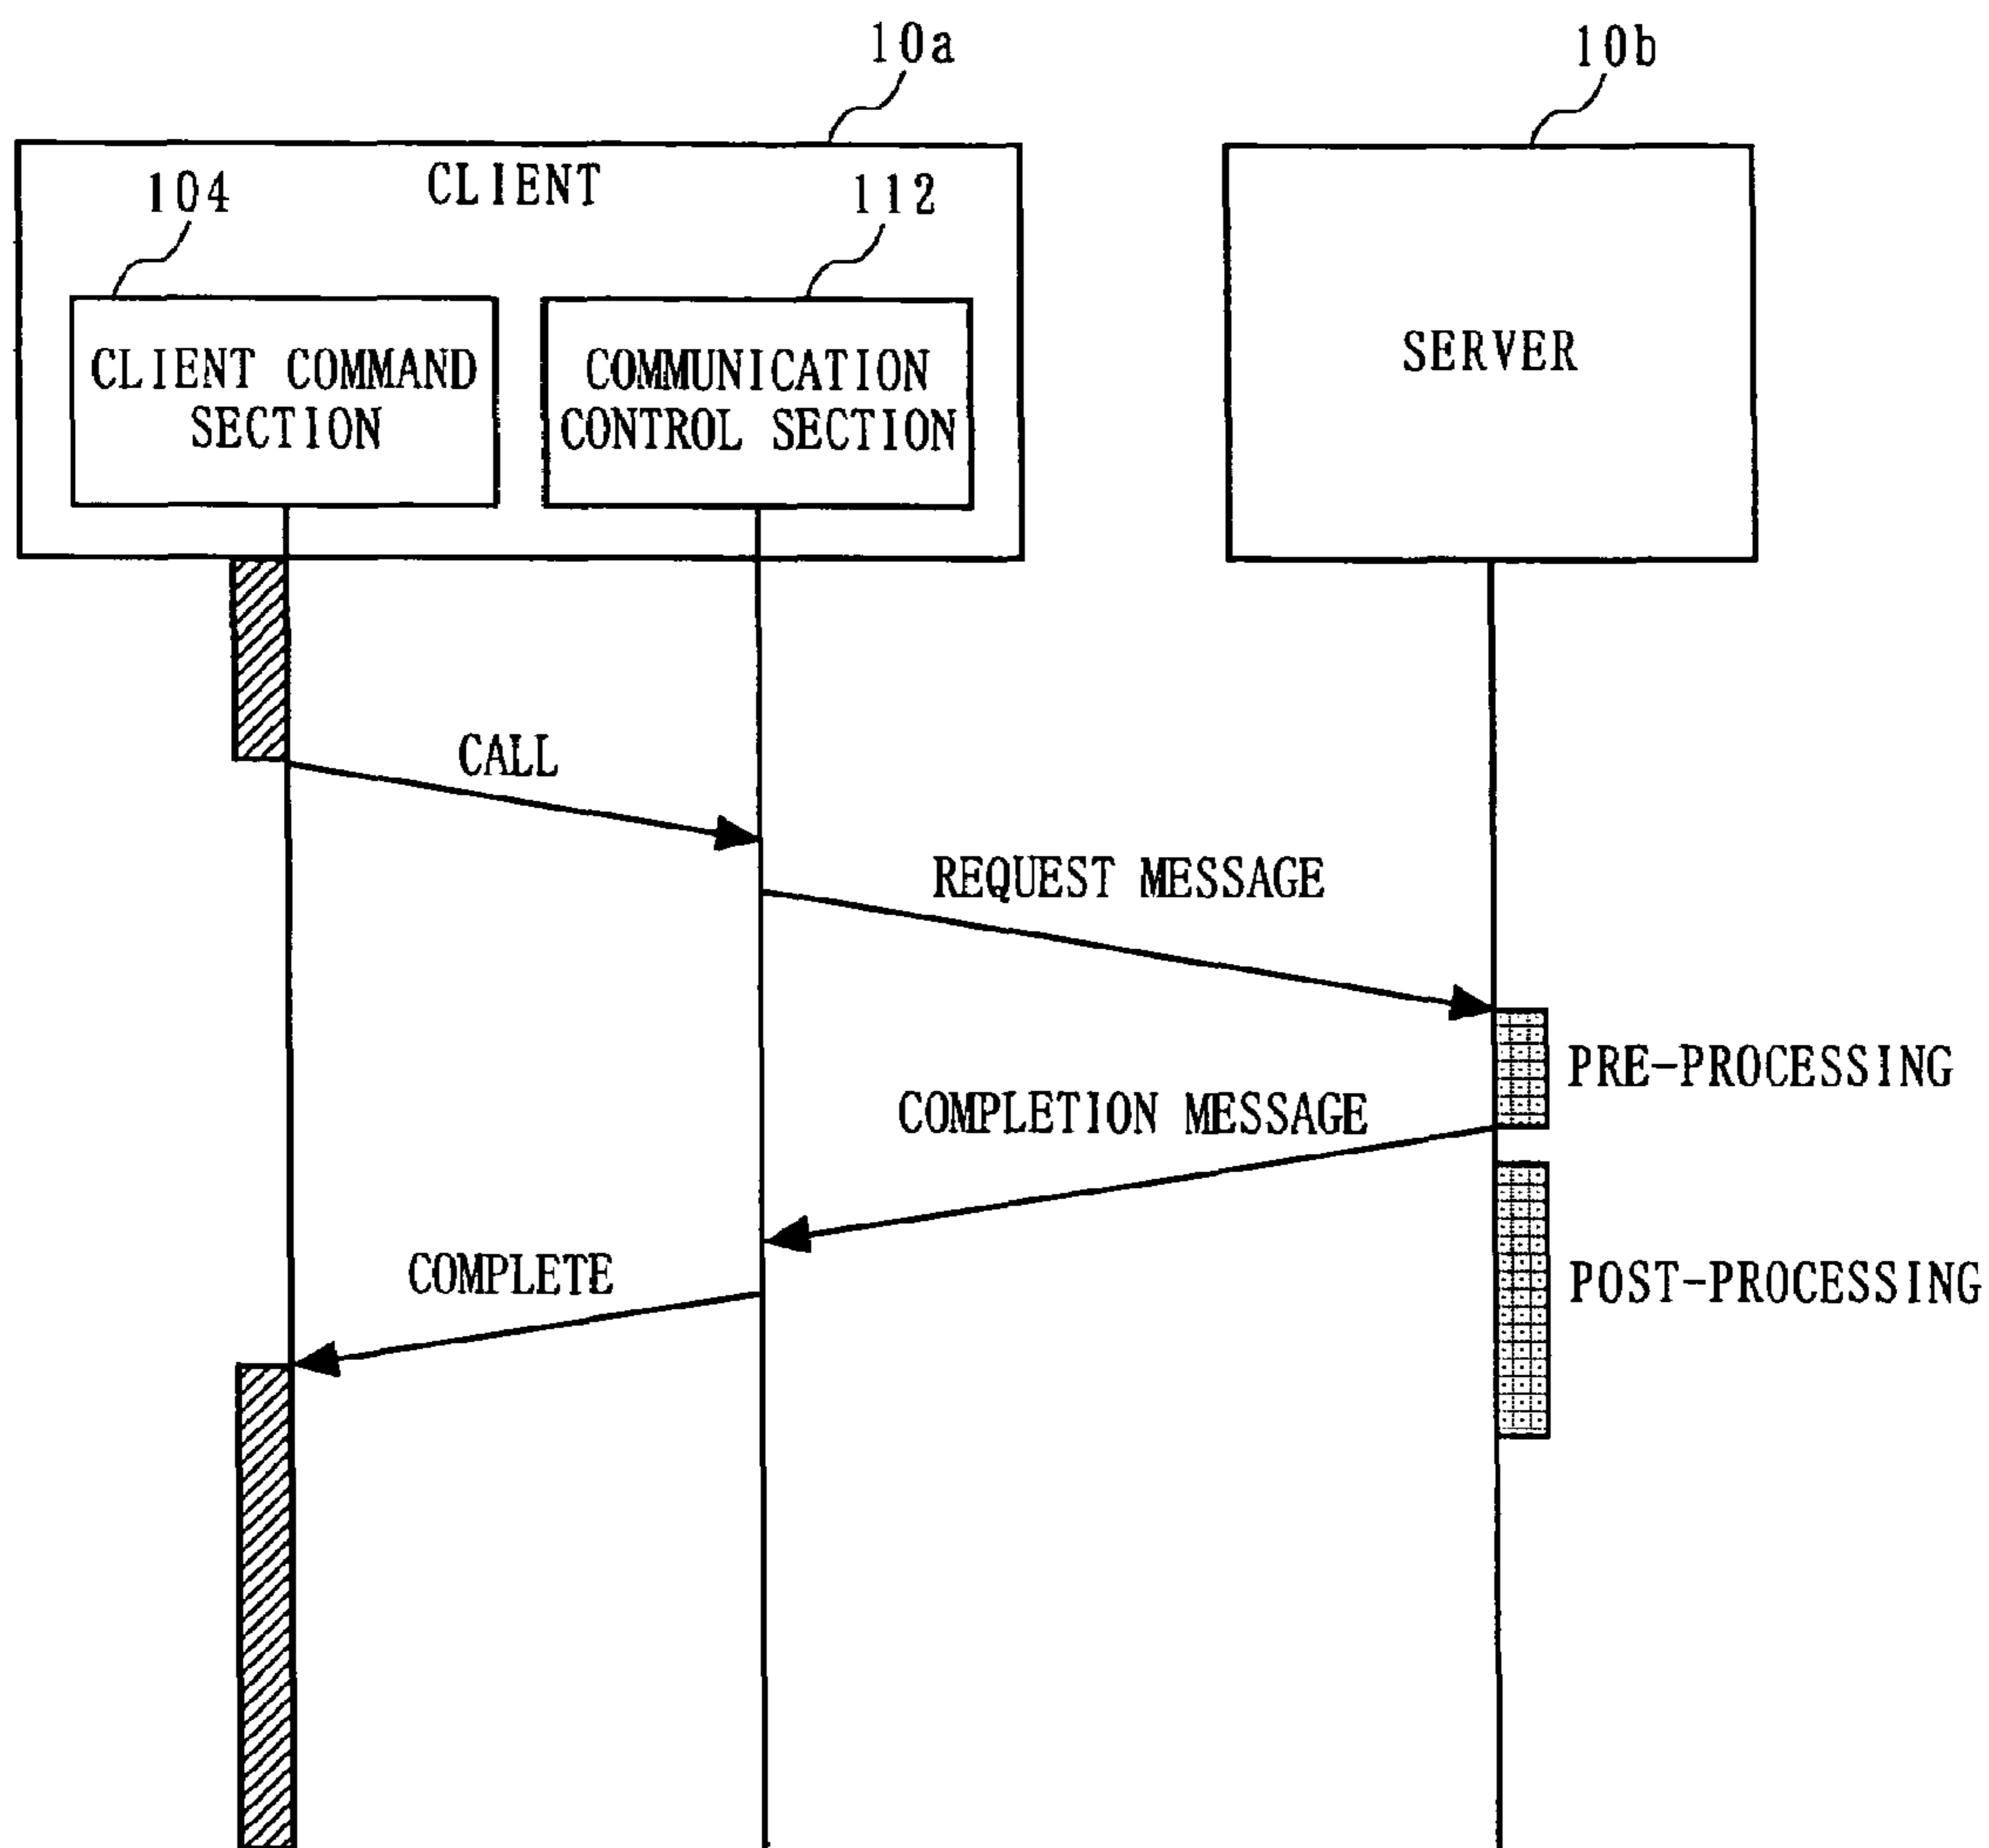 10a
10b
CLIENT
104
112
CLIENT COMMAND
SECTION
COMMUNICATION
CONTROL SECTION
SERVER
CALL
REQUEST MESSAGE
PRE-PROCESSING
COMPLETION MESSAGE
COMPLETE
POST-PROCESSING